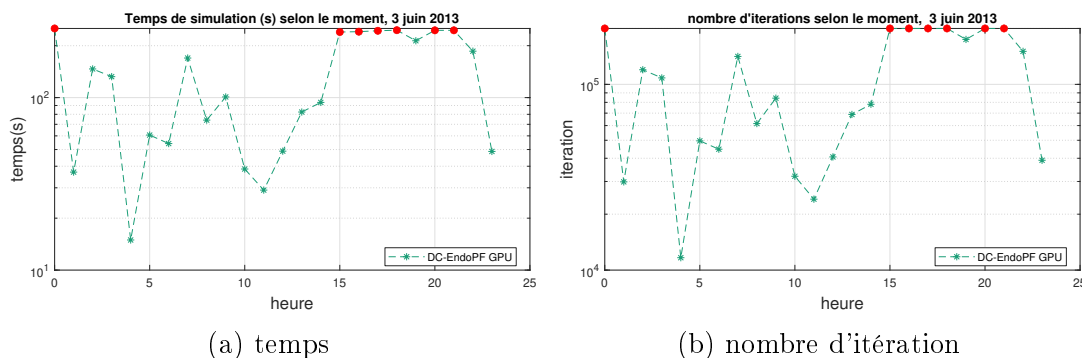 Temps de simulation (s) selon le moment, 3 juin 2013
temps(s)
10^2
10^1
0 5 10 15 20 25
heure
DC-EndoPF GPU
(a) temps
nombre d'iterations selon le moment, 3 juin 2013
iteration
10^5
10^4
0 5 10 15 20 25
heure
DC-EndoPF GPU
(b) nombre d'itération